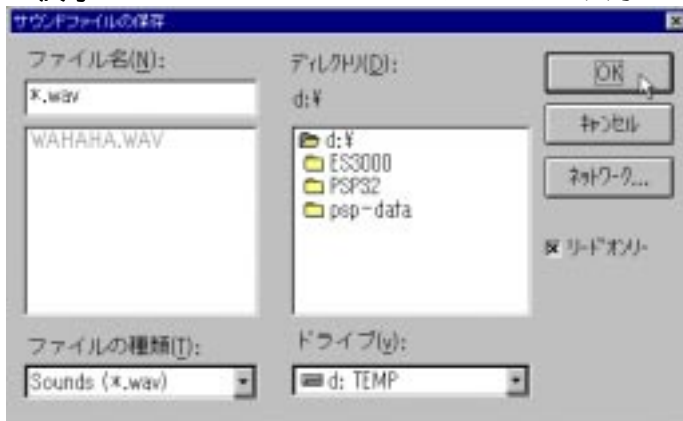 サウンドファイルの保存
ファイル名(N):
*.wav
WAHAHA.WAV
ファイルの種類(T):
Sounds (*.wav)
ディレクトリ(D):
d:¥
d:¥
ES3000
PSP32
psp-data
ドライブ(v):
d: TEMP
OK
キャンセル
ネットワーク...
リードオンリー